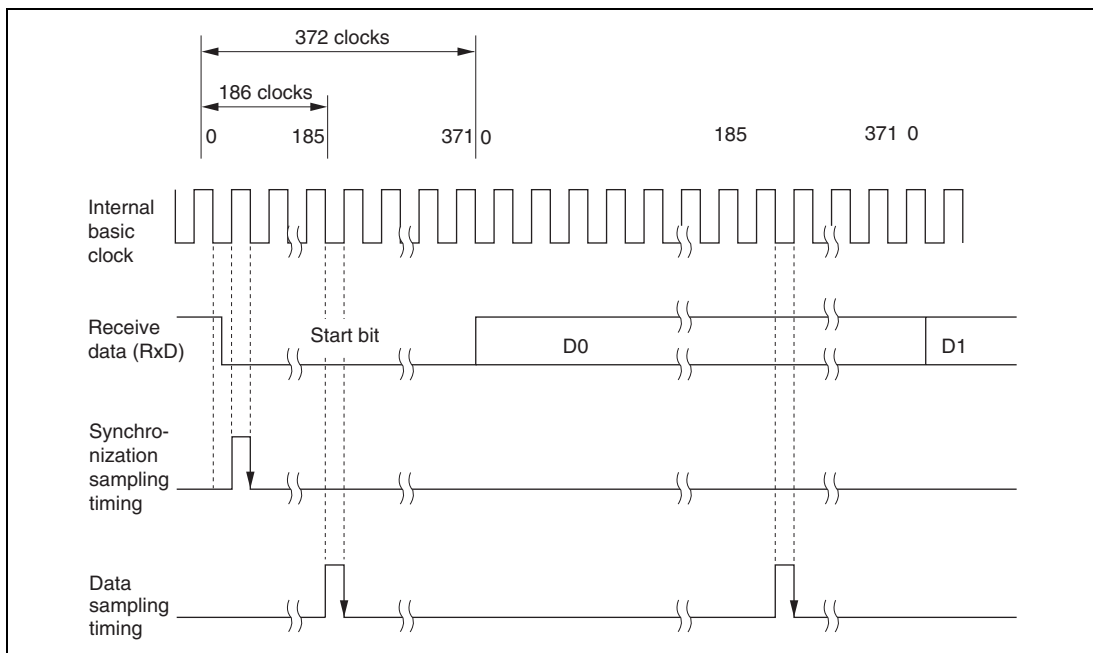 372 clocks
186 clocks
0 185 371 0 185 371 0
Internal
basic
clock
Receive
data (RxD)
Start bit
D0
D1
Synchro-
nization
sampling
timing
Data
sampling
timing